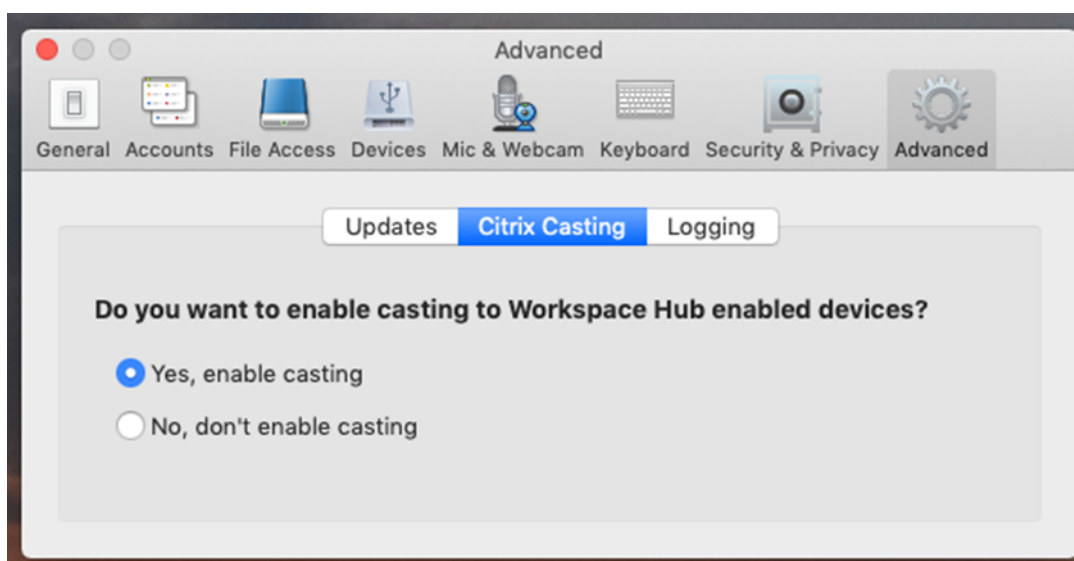 Advanced
General Accounts File Access Devices Mic & Webcam Keyboard Security & Privacy Advanced
Updates Citrix Casting Logging
Do you want to enable casting to Workspace Hub enabled devices?
Yes, enable casting
No, don't enable casting